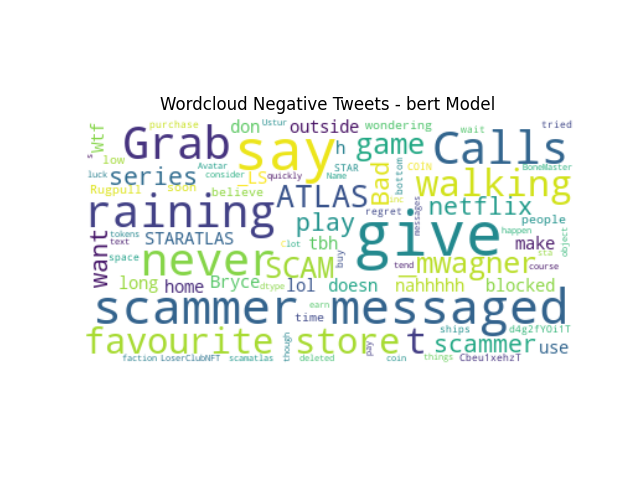 Wordcloud Negative Tweets - bert Model
Wtf purchase don Ustur outside wondering wait tried
Grab say h game Calls
low series _LS quickly STAR Bad bottom COIN BoneMaster
luck Avatar consider Name walking
Rugpull soon believe ATLAS inc netflix
raining play regret messages people
tokens STARATLAS lot tbh give make happen object
want text never SCAM buy mwagner sta
space long home Bryce lol doesn tend nahhhhh blocked course
dtype earn
scammer messaged
time ships d4g2fYOi1T
favourite store t scammer use
though pay
faction LoserClubNFT scamatlas deleted coin things Cbeu1xehzT